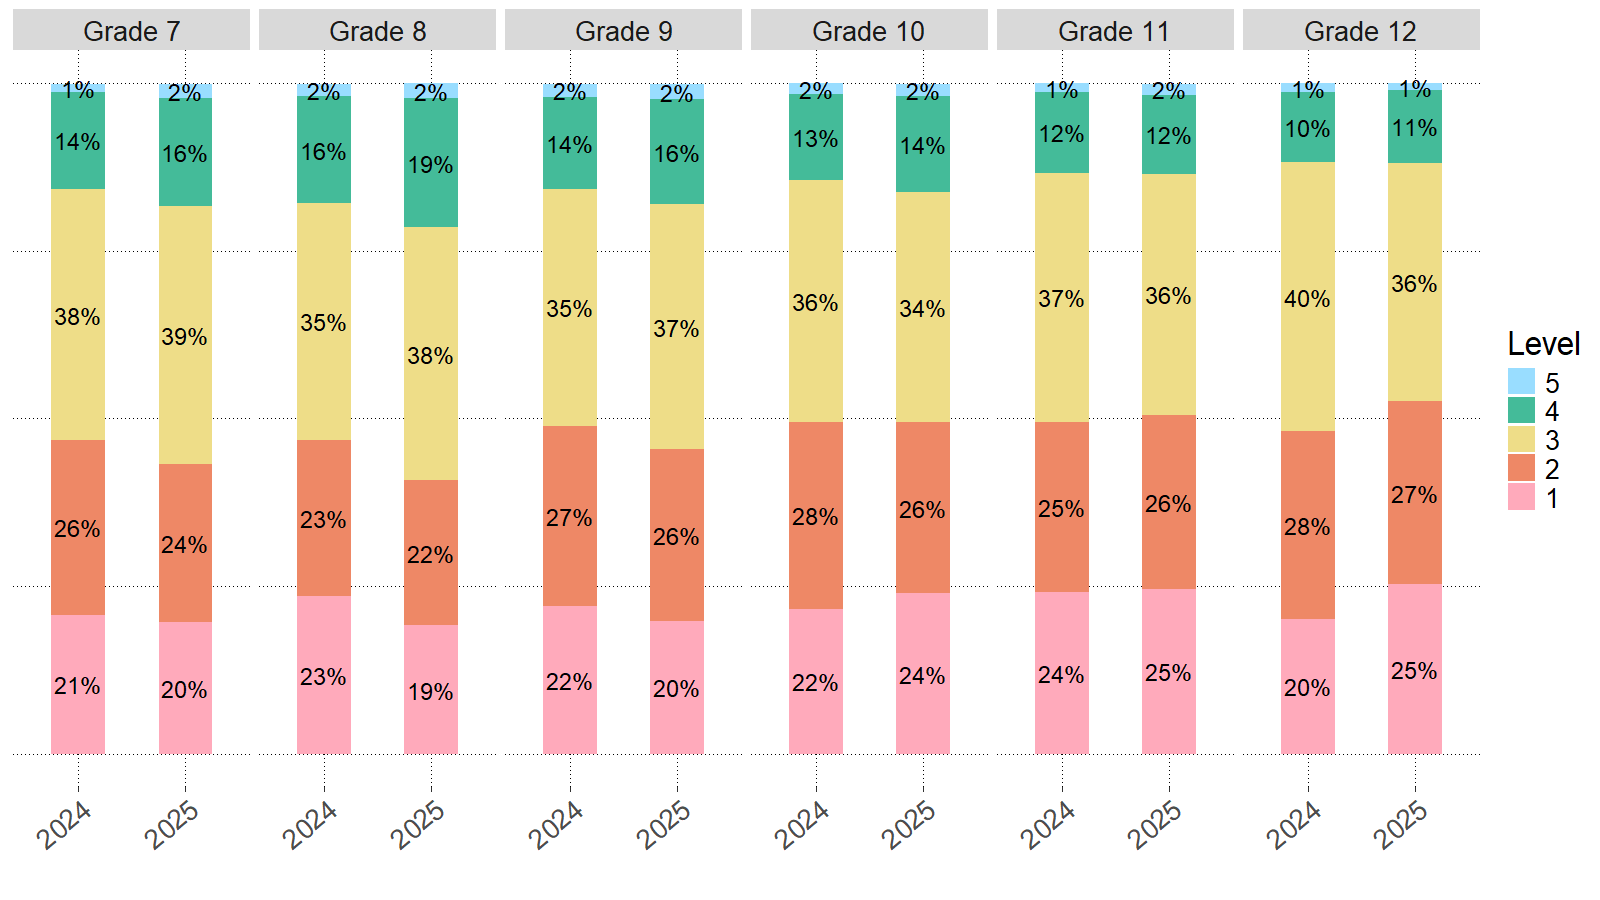 Grade 7 Grade 8 Grade 9 Grade 10 Grade 11 Grade 12
1% 2% 2% 2% 2% 2% 2% 2% 1% 2% 1% 1%
14% 16% 16% 19% 14% 16% 13% 14% 12% 12% 10% 11%
38% 39% 35% 38% 35% 37% 36% 34% 37% 36% 40% 36%
26% 24% 23% 22% 27% 26% 28% 26% 25% 26% 28% 27%
21% 20% 23% 19% 22% 20% 22% 24% 24% 25% 20% 25%
2024 2025 2024 2025 2024 2025 2024 2025 2024 2025 2024 2025
Level
5
4
3
2
1